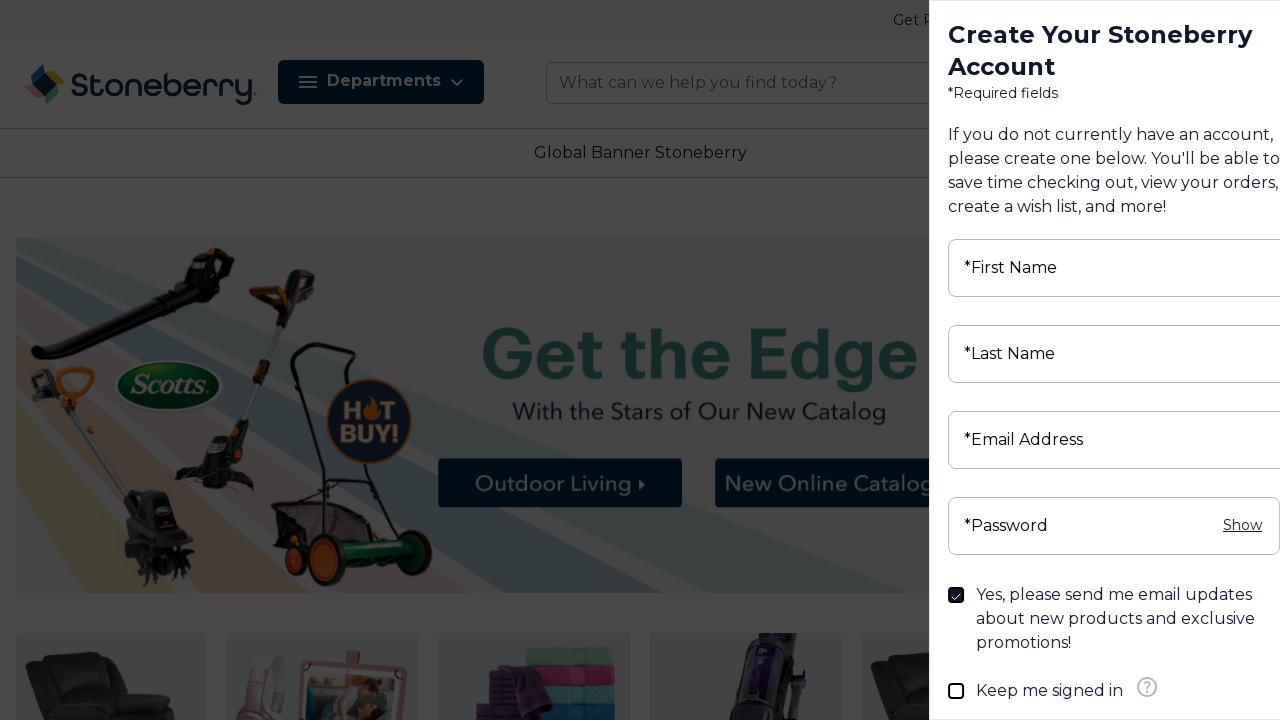 Get
Stoneberry
Departments
What can we help you find today?
Global Banner Stoneberry
Scotts
HOT
BUY!
Get the Edge
With the Stars of Our New Catalog
Outdoor Living
New Online Catalog
Create Your Stoneberry
Account
*Required fields
If you do not currently have an account,
please create one below. You'll be able to
save time checking out, view your orders,
create a wish list, and more!
*First Name
*Last Name
*Email Address
*Password
Show
Yes, please send me email updates
about new products and exclusive
promotions!
Keep me signed in
?